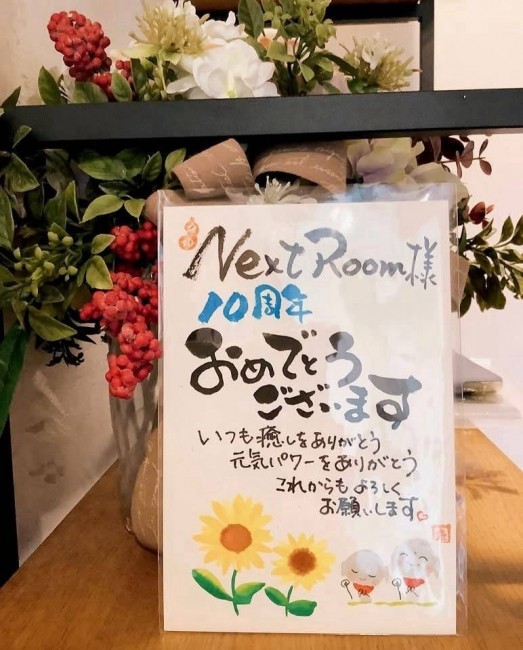 Next Room様
10周年
おめでとう
ございます
いつも癒しをありがとう
元気パワーをありがとう
これからもよろしく
お願いします